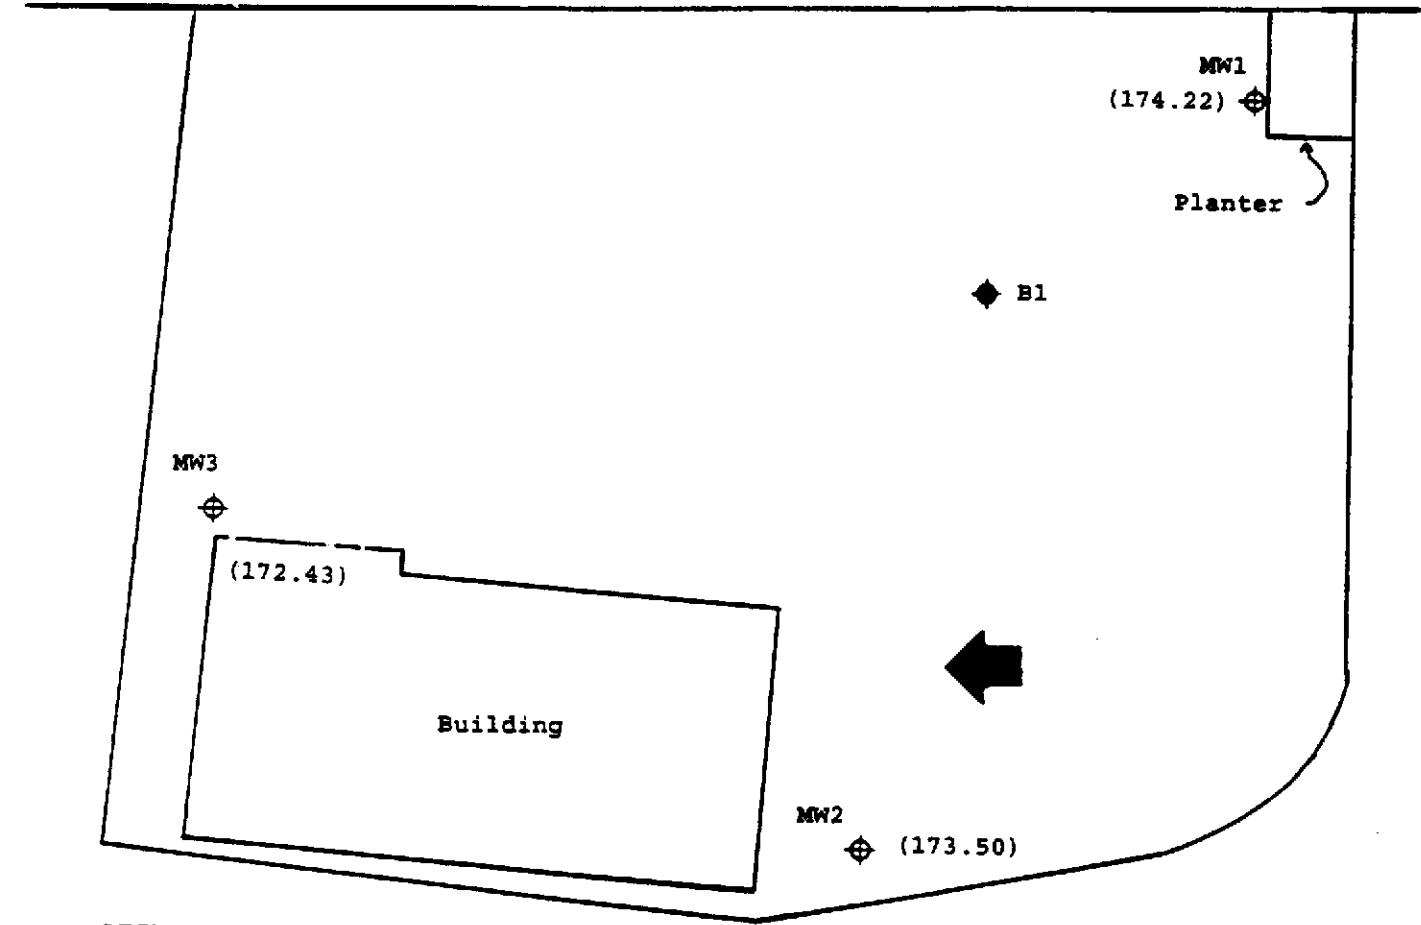 MW1
(174.22)
Planter
B1
MW3
(172.43)
Building
MW2
(173.50)